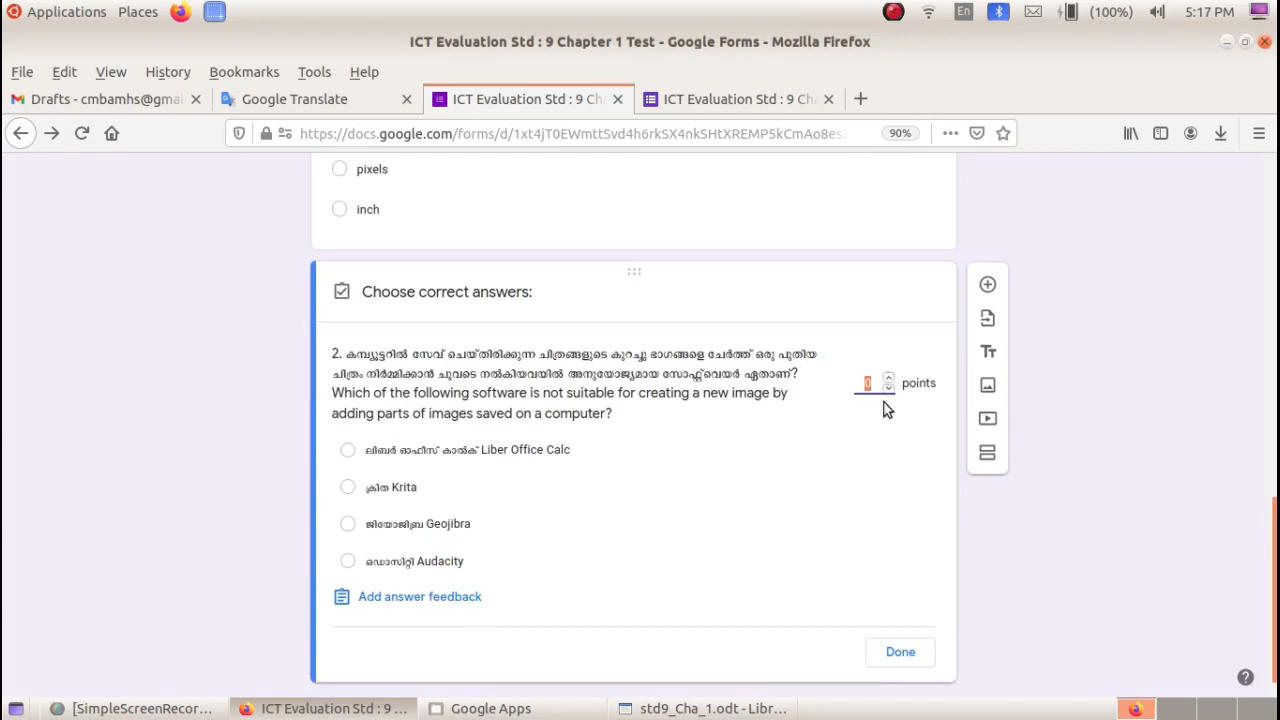 Applications Places En (100%) 5:17 PM
ICT Evaluation Std : 9 Chapter 1 Test - Google Forms - Mozilla Firefox
File Edit View History Bookmarks Tools Help
Drafts - cmbamhs@gmai Google Translate ICT Evaluation Std : 9 Cha ICT Evaluation Std : 9 Cha
https://docs.google.com/forms/d/1xt4jT0EWmttSvd4h6rkSX4nkSHtXREMP5kCmAo8es 90%
pixels
inch
Choose correct answers:
2. കമ്പ്യൂട്ടറിൽ സേവ് ചെയ്തിരിക്കുന്ന ചിത്രങ്ങളുടെ കുറച്ചു ഭാഗങ്ങളെ ചേർത്ത് ഒരു പുതിയ
ചിത്രം നിർമ്മിക്കാൻ ചുവടെ നൽകിയവയിൽ അനുയോജ്യമായ സോഫ്റ്റ്‌വെയർ ഏതാണ്?
0 points
Which of the following software is not suitable for creating a new image by
adding parts of images saved on a computer?
ലിബർ ഓഫീസ് കാൽക് Liber Office Calc
ക്രിത Krita
ജിയോജിബ്ര Geojibra
ഒഡാസിറ്റി Audacity
Add answer feedback
Done
[SimpleScreenRecor... ICT Evaluation Std : 9 ... Google Apps std9_Cha_1.odt - Libr...